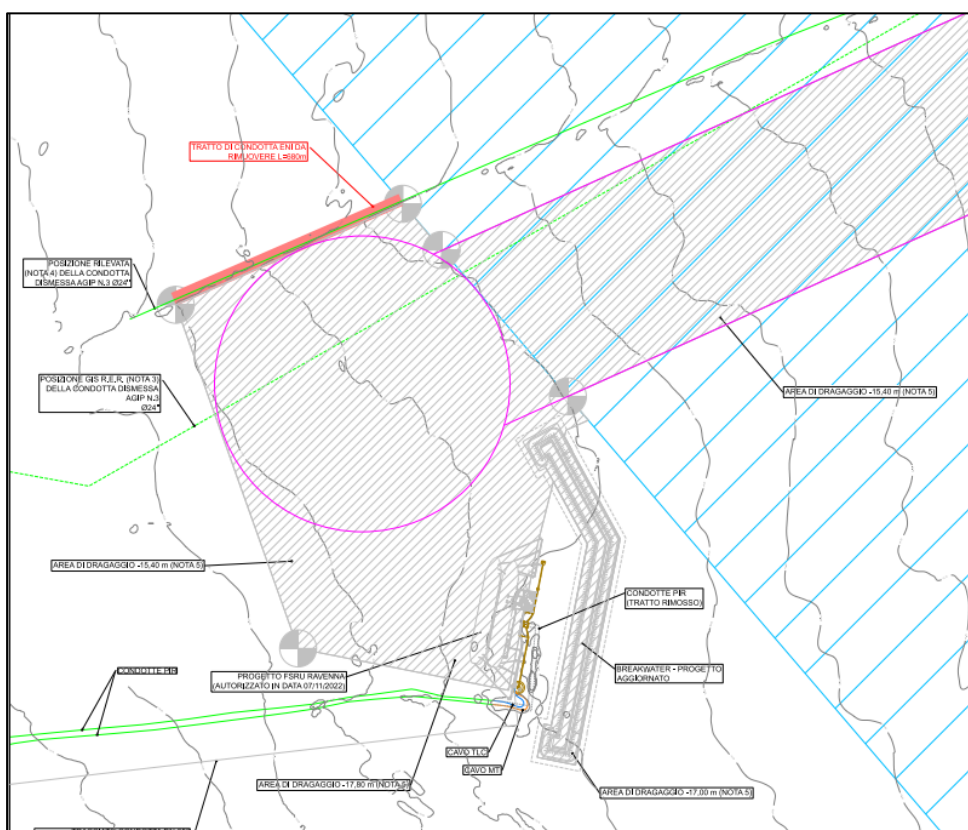 TRATTO DI CONDOTTA ENI DA
RIMUOVERE L=680m
POSIZIONE RILEVATA
(NOTA 4) DELLA CONDOTTA
DISMESSA AGIP N.3 Ø24"
POSIZIONE GIS R.E.R. (NOTA 3)
DELLA CONDOTTA DISMESSA
AGIP N.3
Ø24"
AREA DI DRAGAGGIO -15,40 m (NOTA 5)
AREA DI DRAGAGGIO -15,40 m (NOTA 5)
CONDOTTE PIR
(TRATTO RIMOSSO)
CONDOTTE PIR
PROGETTO FSRU RAVENNA
(AUTORIZZATO IN DATA 07/11/2022)
BREAKWATER - PROGETTO
AGGIORNATO
CAVO TLC
CAVO MT
AREA DI DRAGAGGIO -17,80 m (NOTA 5)
AREA DI DRAGAGGIO -17,00 m (NOTA 5)